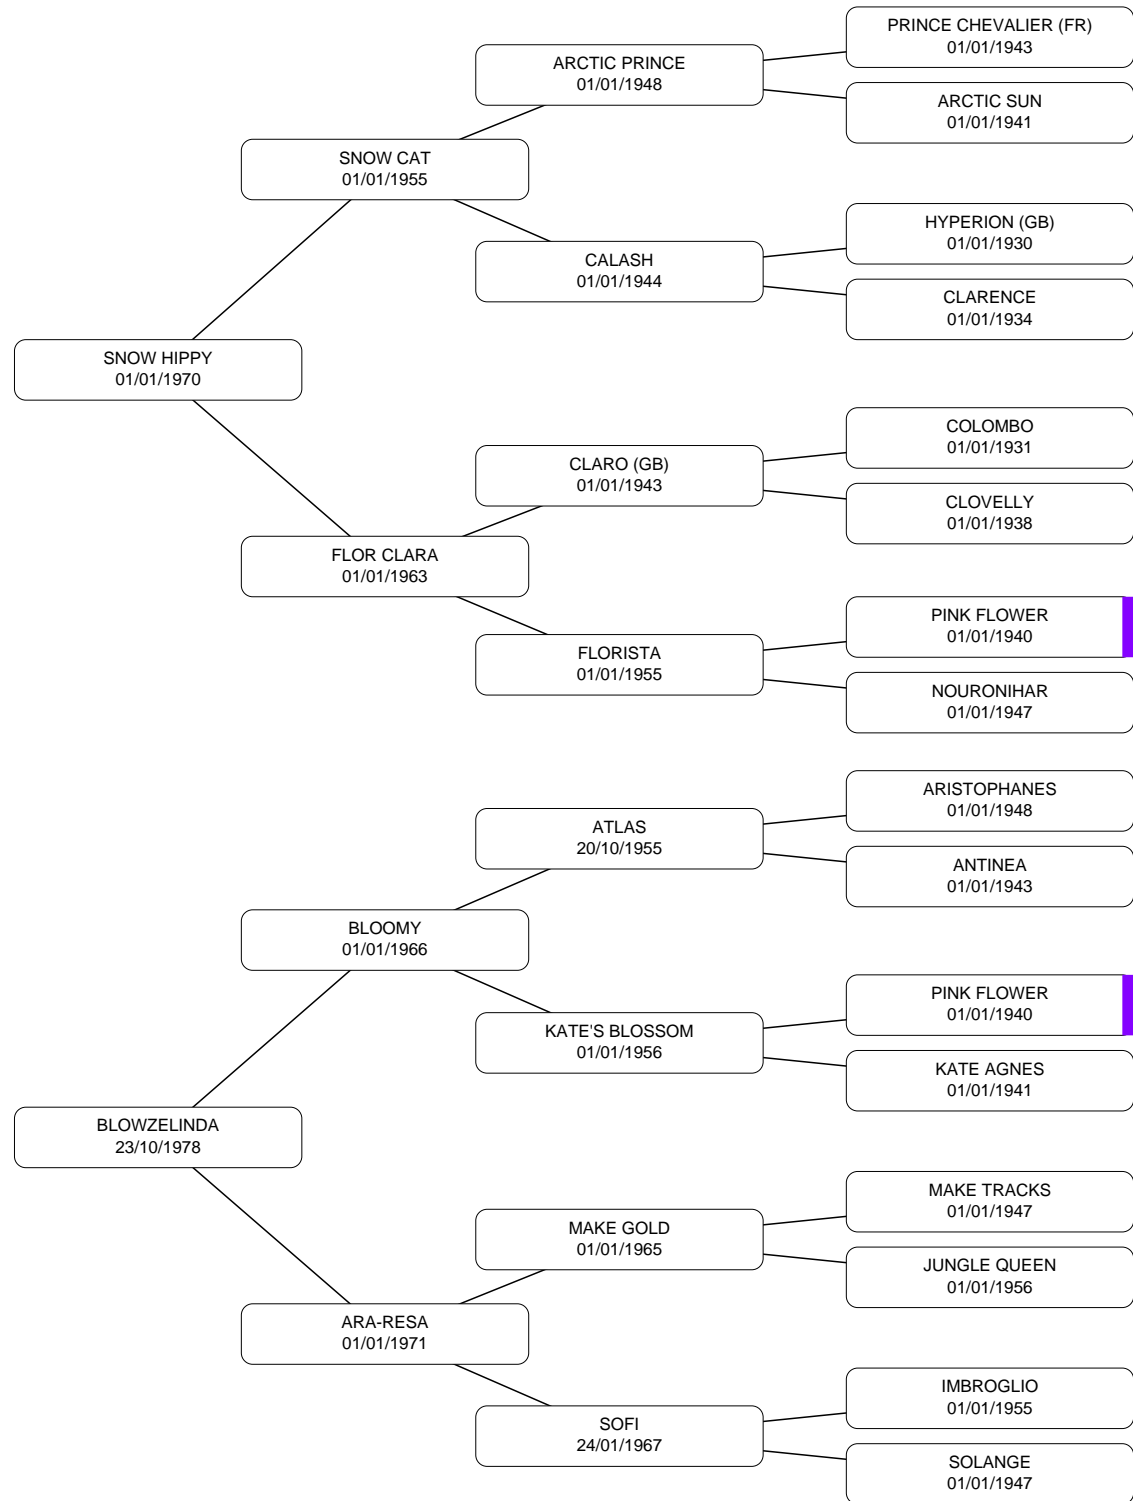 PRINCE CHEVALIER (FR)
01/01/1943
ARCTIC PRINCE
01/01/1948
ARCTIC SUN
01/01/1941
SNOW CAT
01/01/1955
HYPERION (GB)
01/01/1930
CALASH
01/01/1944
CLARENCE
01/01/1934
SNOW HIPPY
01/01/1970
COLOMBO
01/01/1931
CLARO (GB)
01/01/1943
CLOVELLY
01/01/1938
FLOR CLARA
01/01/1963
PINK FLOWER
01/01/1940
FLORISTA
01/01/1955
NOURONIHAR
01/01/1947
ARISTOPHANES
01/01/1948
ATLAS
20/10/1955
ANTINEA
01/01/1943
BLOOMY
01/01/1966
PINK FLOWER
01/01/1940
KATE'S BLOSSOM
01/01/1956
KATE AGNES
01/01/1941
BLOWZELINDA
23/10/1978
MAKE TRACKS
01/01/1947
MAKE GOLD
01/01/1965
JUNGLE QUEEN
01/01/1956
ARA-RESA
01/01/1971
IMBROGLIO
01/01/1955
SOFI
24/01/1967
SOLANGE
01/01/1947